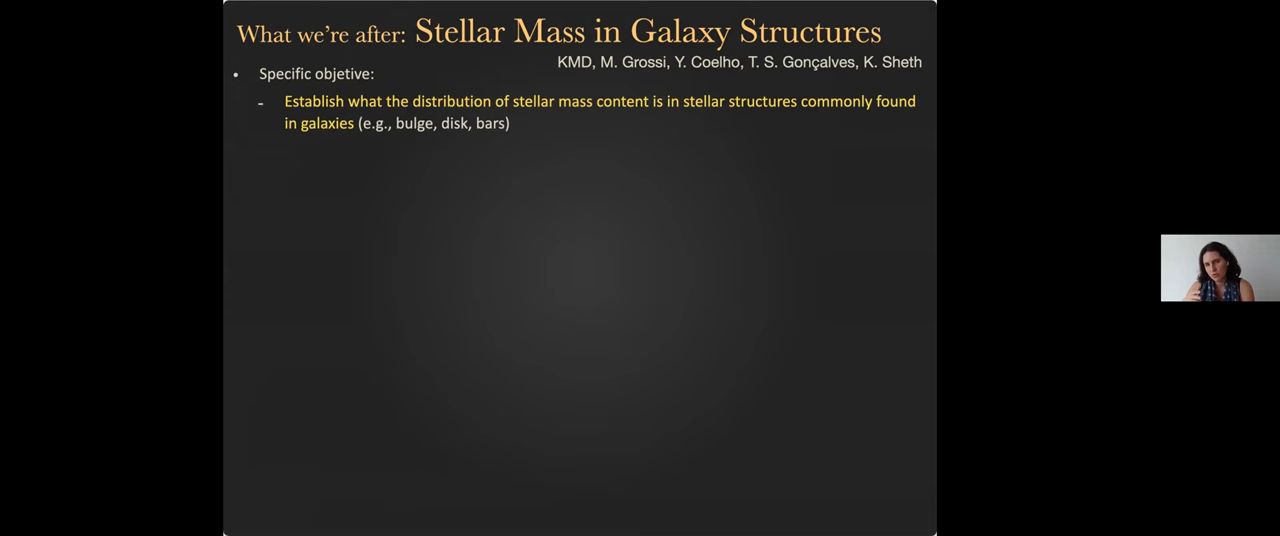 What we're after: Stellar Mass in Galaxy Structures
KMD, M. Grossi, Y. Coelho, T. S. Gonçalves, K. Sheth
• Specific objetive:
- Establish what the distribution of stellar mass content is in stellar structures commonly found
in galaxies (e.g., bulge, disk, bars)